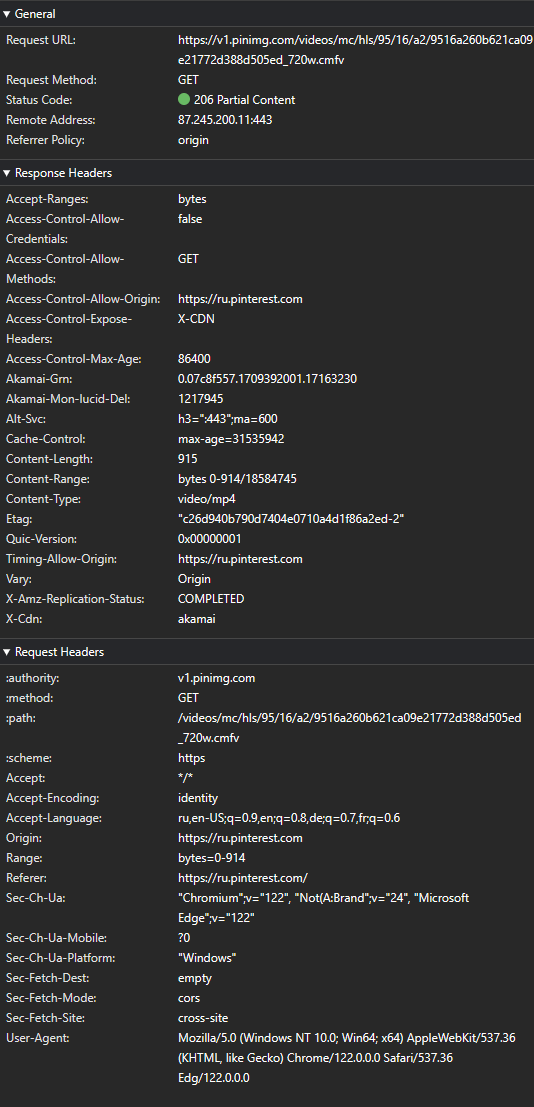 General
Request URL: https://v1.pinimg.com/videos/mc/hls/95/16/a2/9516a260b621ca09
e21772d388d505ed_720w.cmfv
Request Method: GET
Status Code: 206 Partial Content
Remote Address: 87.245.200.11:443
Referrer Policy: origin
Response Headers
Accept-Ranges: bytes
Access-Control-Allow- false
Credentials:
Access-Control-Allow- GET
Methods:
Access-Control-Allow-Origin: https://ru.pinterest.com
Access-Control-Expose- X-CDN
Headers:
Access-Control-Max-Age: 86400
Akamai-Grn: 0.07c8f557.1709392001.17163230
Akamai-Mon-Iucid-Del: 1217945
Alt-Svc: h3=":443";ma=600
Cache-Control: max-age=31535942
Content-Length: 915
Content-Range: bytes 0-914/18584745
Content-Type: video/mp4
Etag: "c26d940b790d7404e0710a4d1f86a2ed-2"
Quic-Version: 0x00000001
Timing-Allow-Origin: https://ru.pinterest.com
Vary: Origin
X-Amz-Replication-Status: COMPLETED
X-Cdn: akamai
Request Headers
:authority: v1.pinimg.com
:method: GET
:path: /videos/mc/hls/95/16/a2/9516a260b621ca09e21772d388d505ed
_720w.cmfv
:scheme: https
Accept: */*
Accept-Encoding: identity
Accept-Language: ru,en-US;q=0.9,en;q=0.8,de;q=0.7,fr;q=0.6
Origin: https://ru.pinterest.com
Range: bytes=0-914
Referer: https://ru.pinterest.com/
Sec-Ch-Ua: "Chromium";v="122", "Not(A:Brand";v="24", "Microsoft
Edge";v="122"
Sec-Ch-Ua-Mobile: ?0
Sec-Ch-Ua-Platform: "Windows"
Sec-Fetch-Dest: empty
Sec-Fetch-Mode: cors
Sec-Fetch-Site: cross-site
User-Agent: Mozilla/5.0 (Windows NT 10.0; Win64; x64) AppleWebKit/537.36
(KHTML, like Gecko) Chrome/122.0.0.0 Safari/537.36
Edg/122.0.0.0